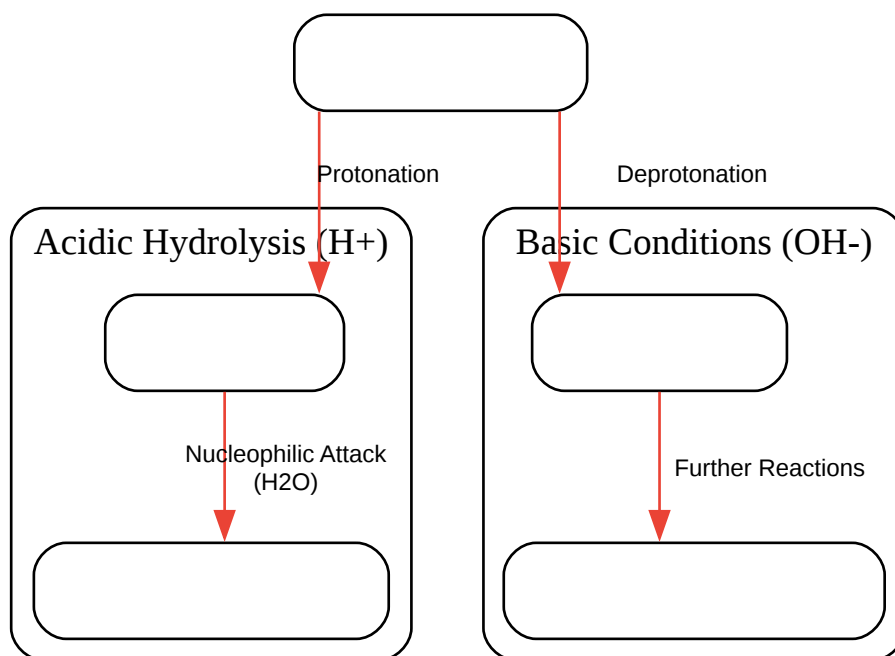 Protonation
Deprotonation
Acidic Hydrolysis (H+)
Basic Conditions (OH-)
Nucleophilic Attack
(H2O)
Further Reactions